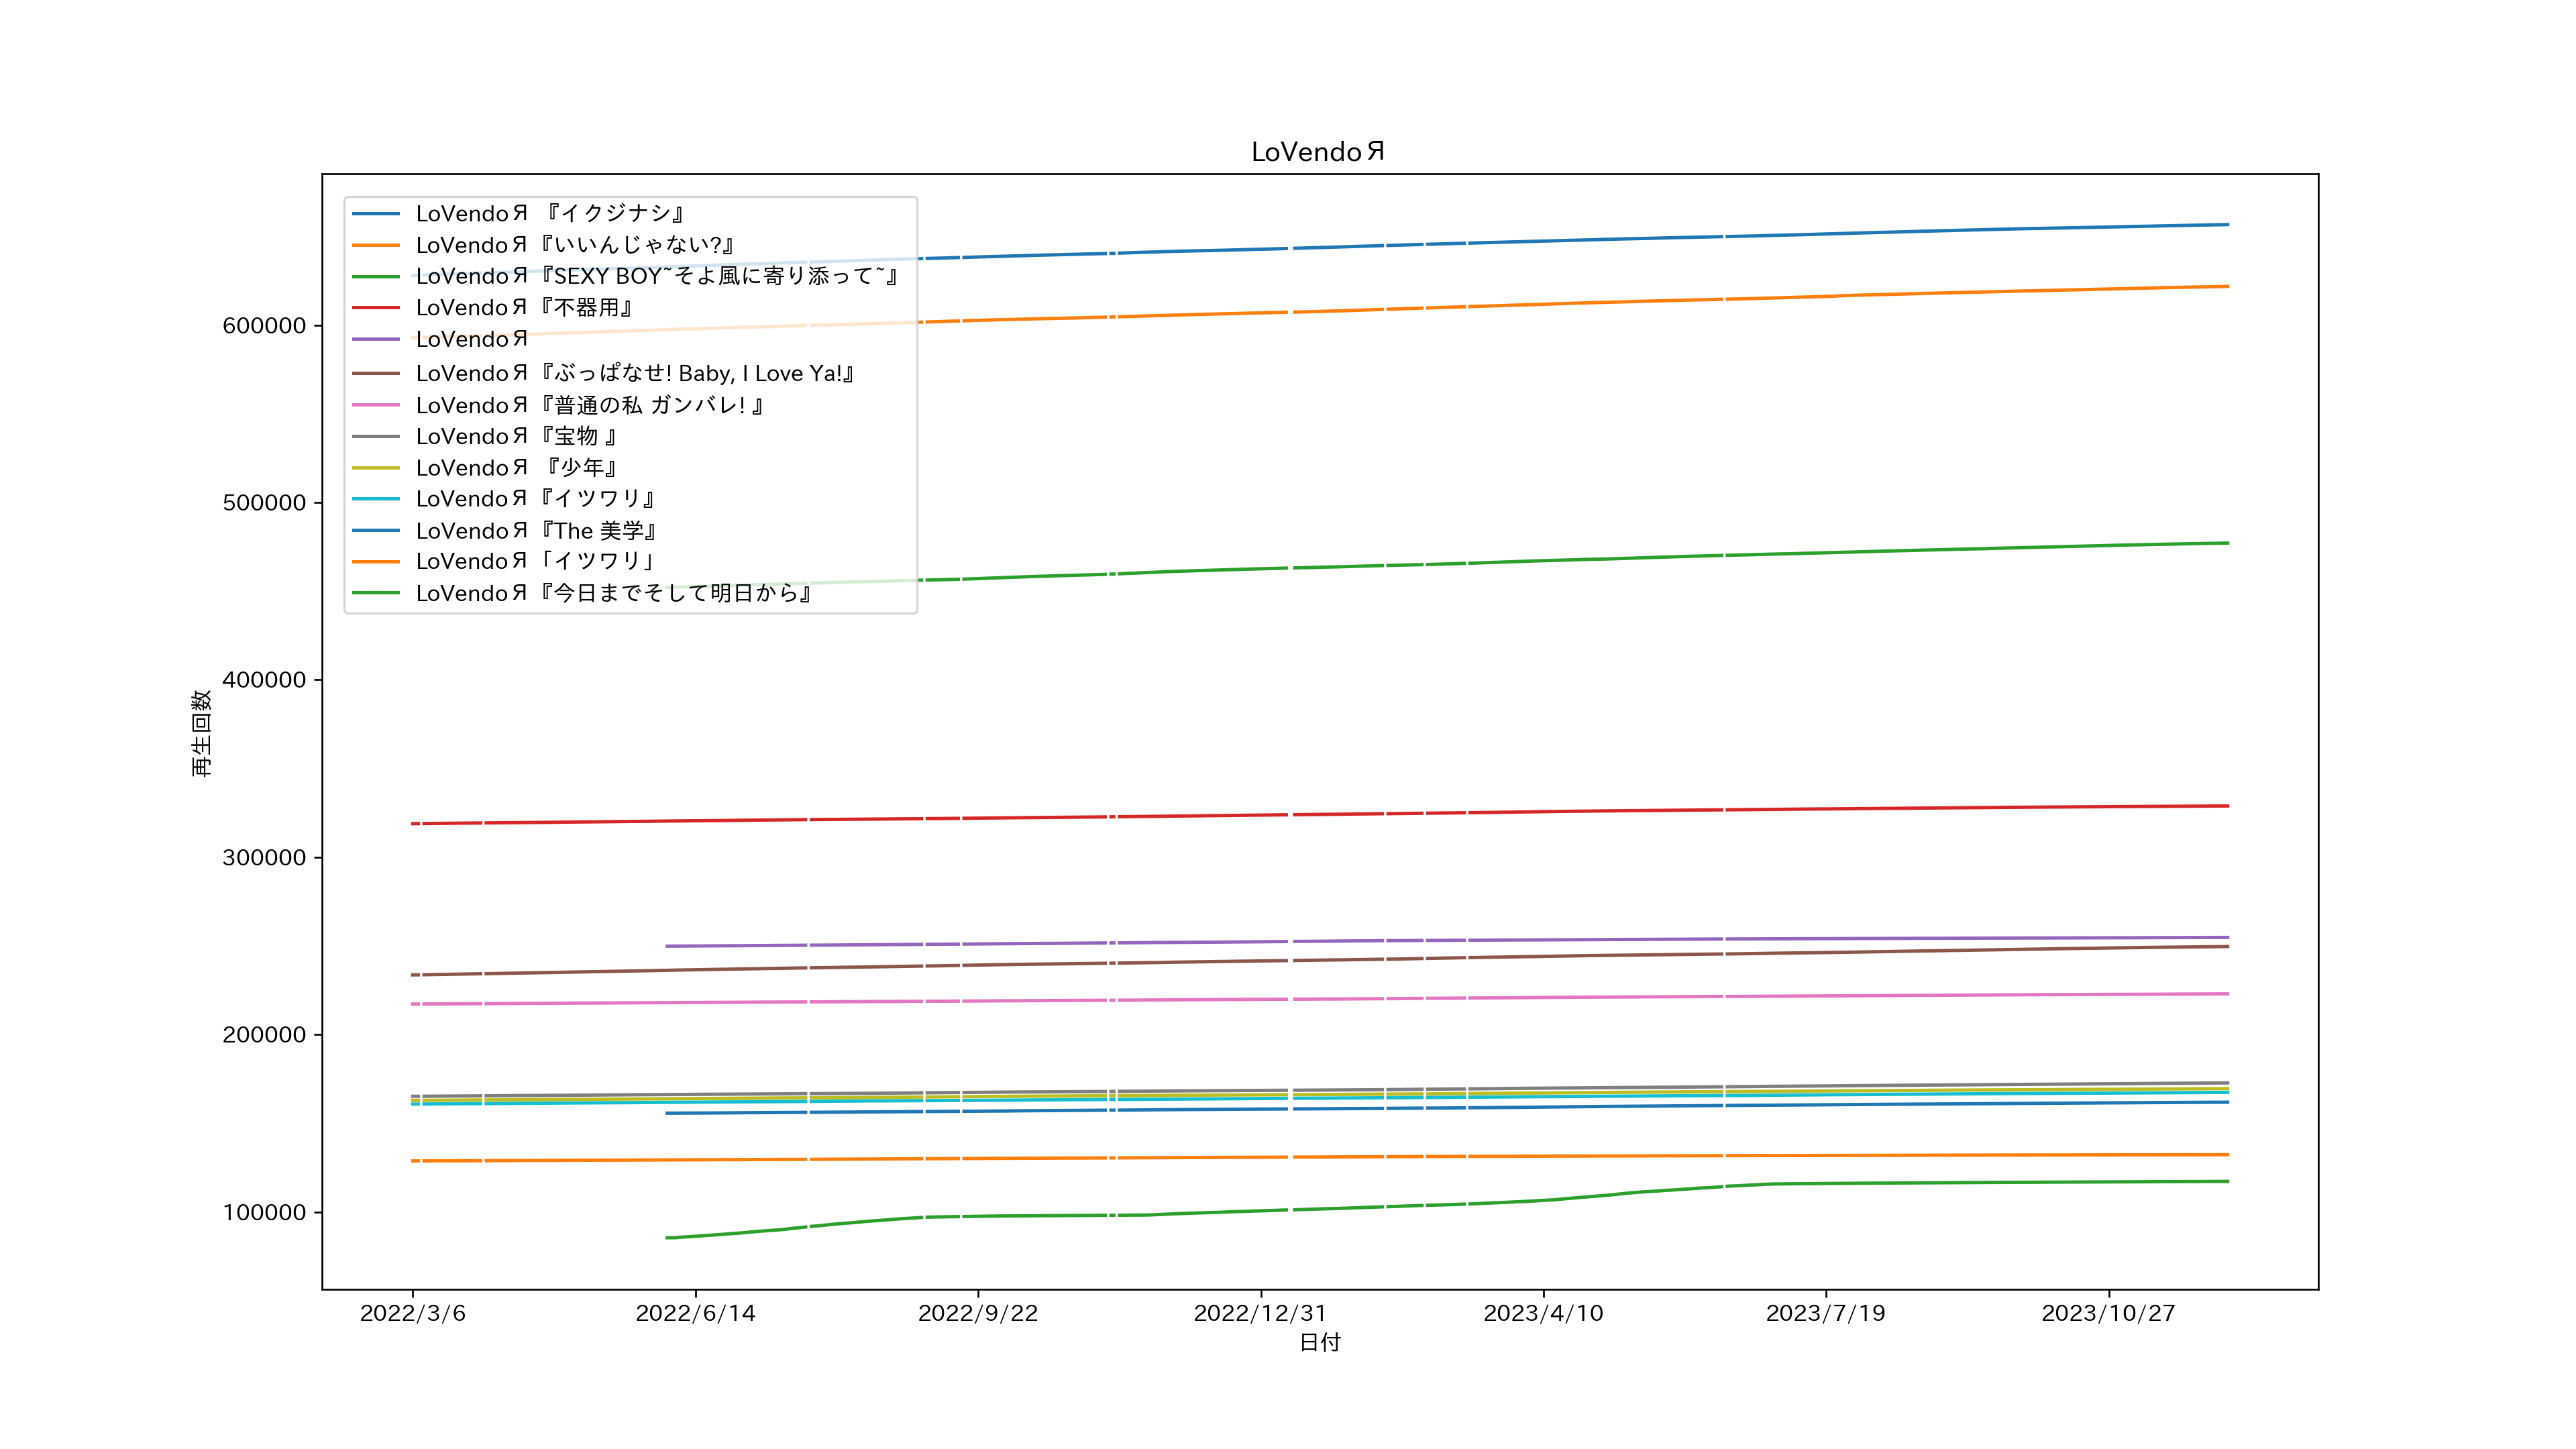 LoVendoЯ
LoVendoЯ 『イクジナシ』
LoVendoЯ『いいんじゃない?』
LoVendoЯ『SEXY BOY~そよ風に寄り添って~』
LoVendoЯ『不器用』
LoVendoЯ
LoVendoЯ『ぶっぱなせ! Baby, I Love Ya!』
LoVendoЯ『普通の私 ガンバレ! 』
LoVendoЯ『宝物 』
LoVendoЯ 『少年』
LoVendoЯ『イツワリ』
LoVendoЯ『The 美学』
LoVendoЯ「イツワリ」
LoVendoЯ『今日までそして明日から』
600000
500000
400000
300000
200000
100000
再生回数
2022/3/6 2022/6/14 2022/9/22 2022/12/31 2023/4/10 2023/7/19 2023/10/27
日付